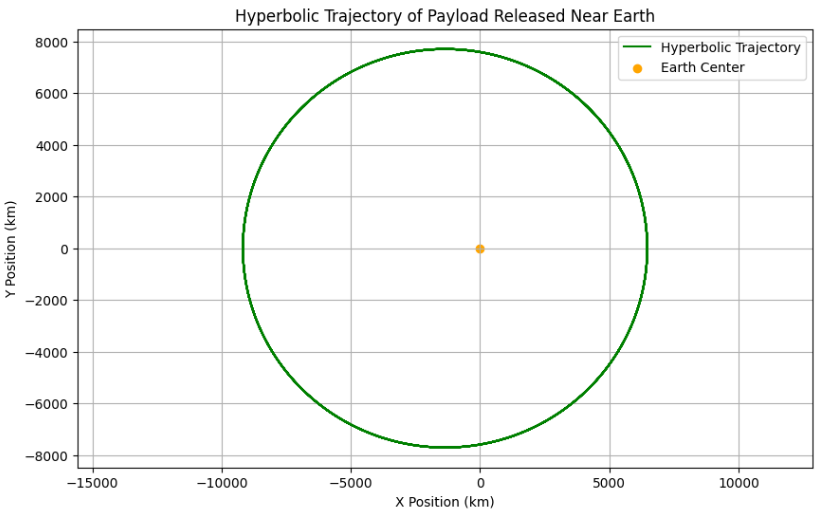 Hyperbolic Trajectory of Payload Released Near Earth
Hyperbolic Trajectory
Earth Center
Y Position (km)
8000
6000
4000
2000
0
−2000
−4000
−6000
−8000
−15000 −10000 −5000 0 5000 10000
X Position (km)